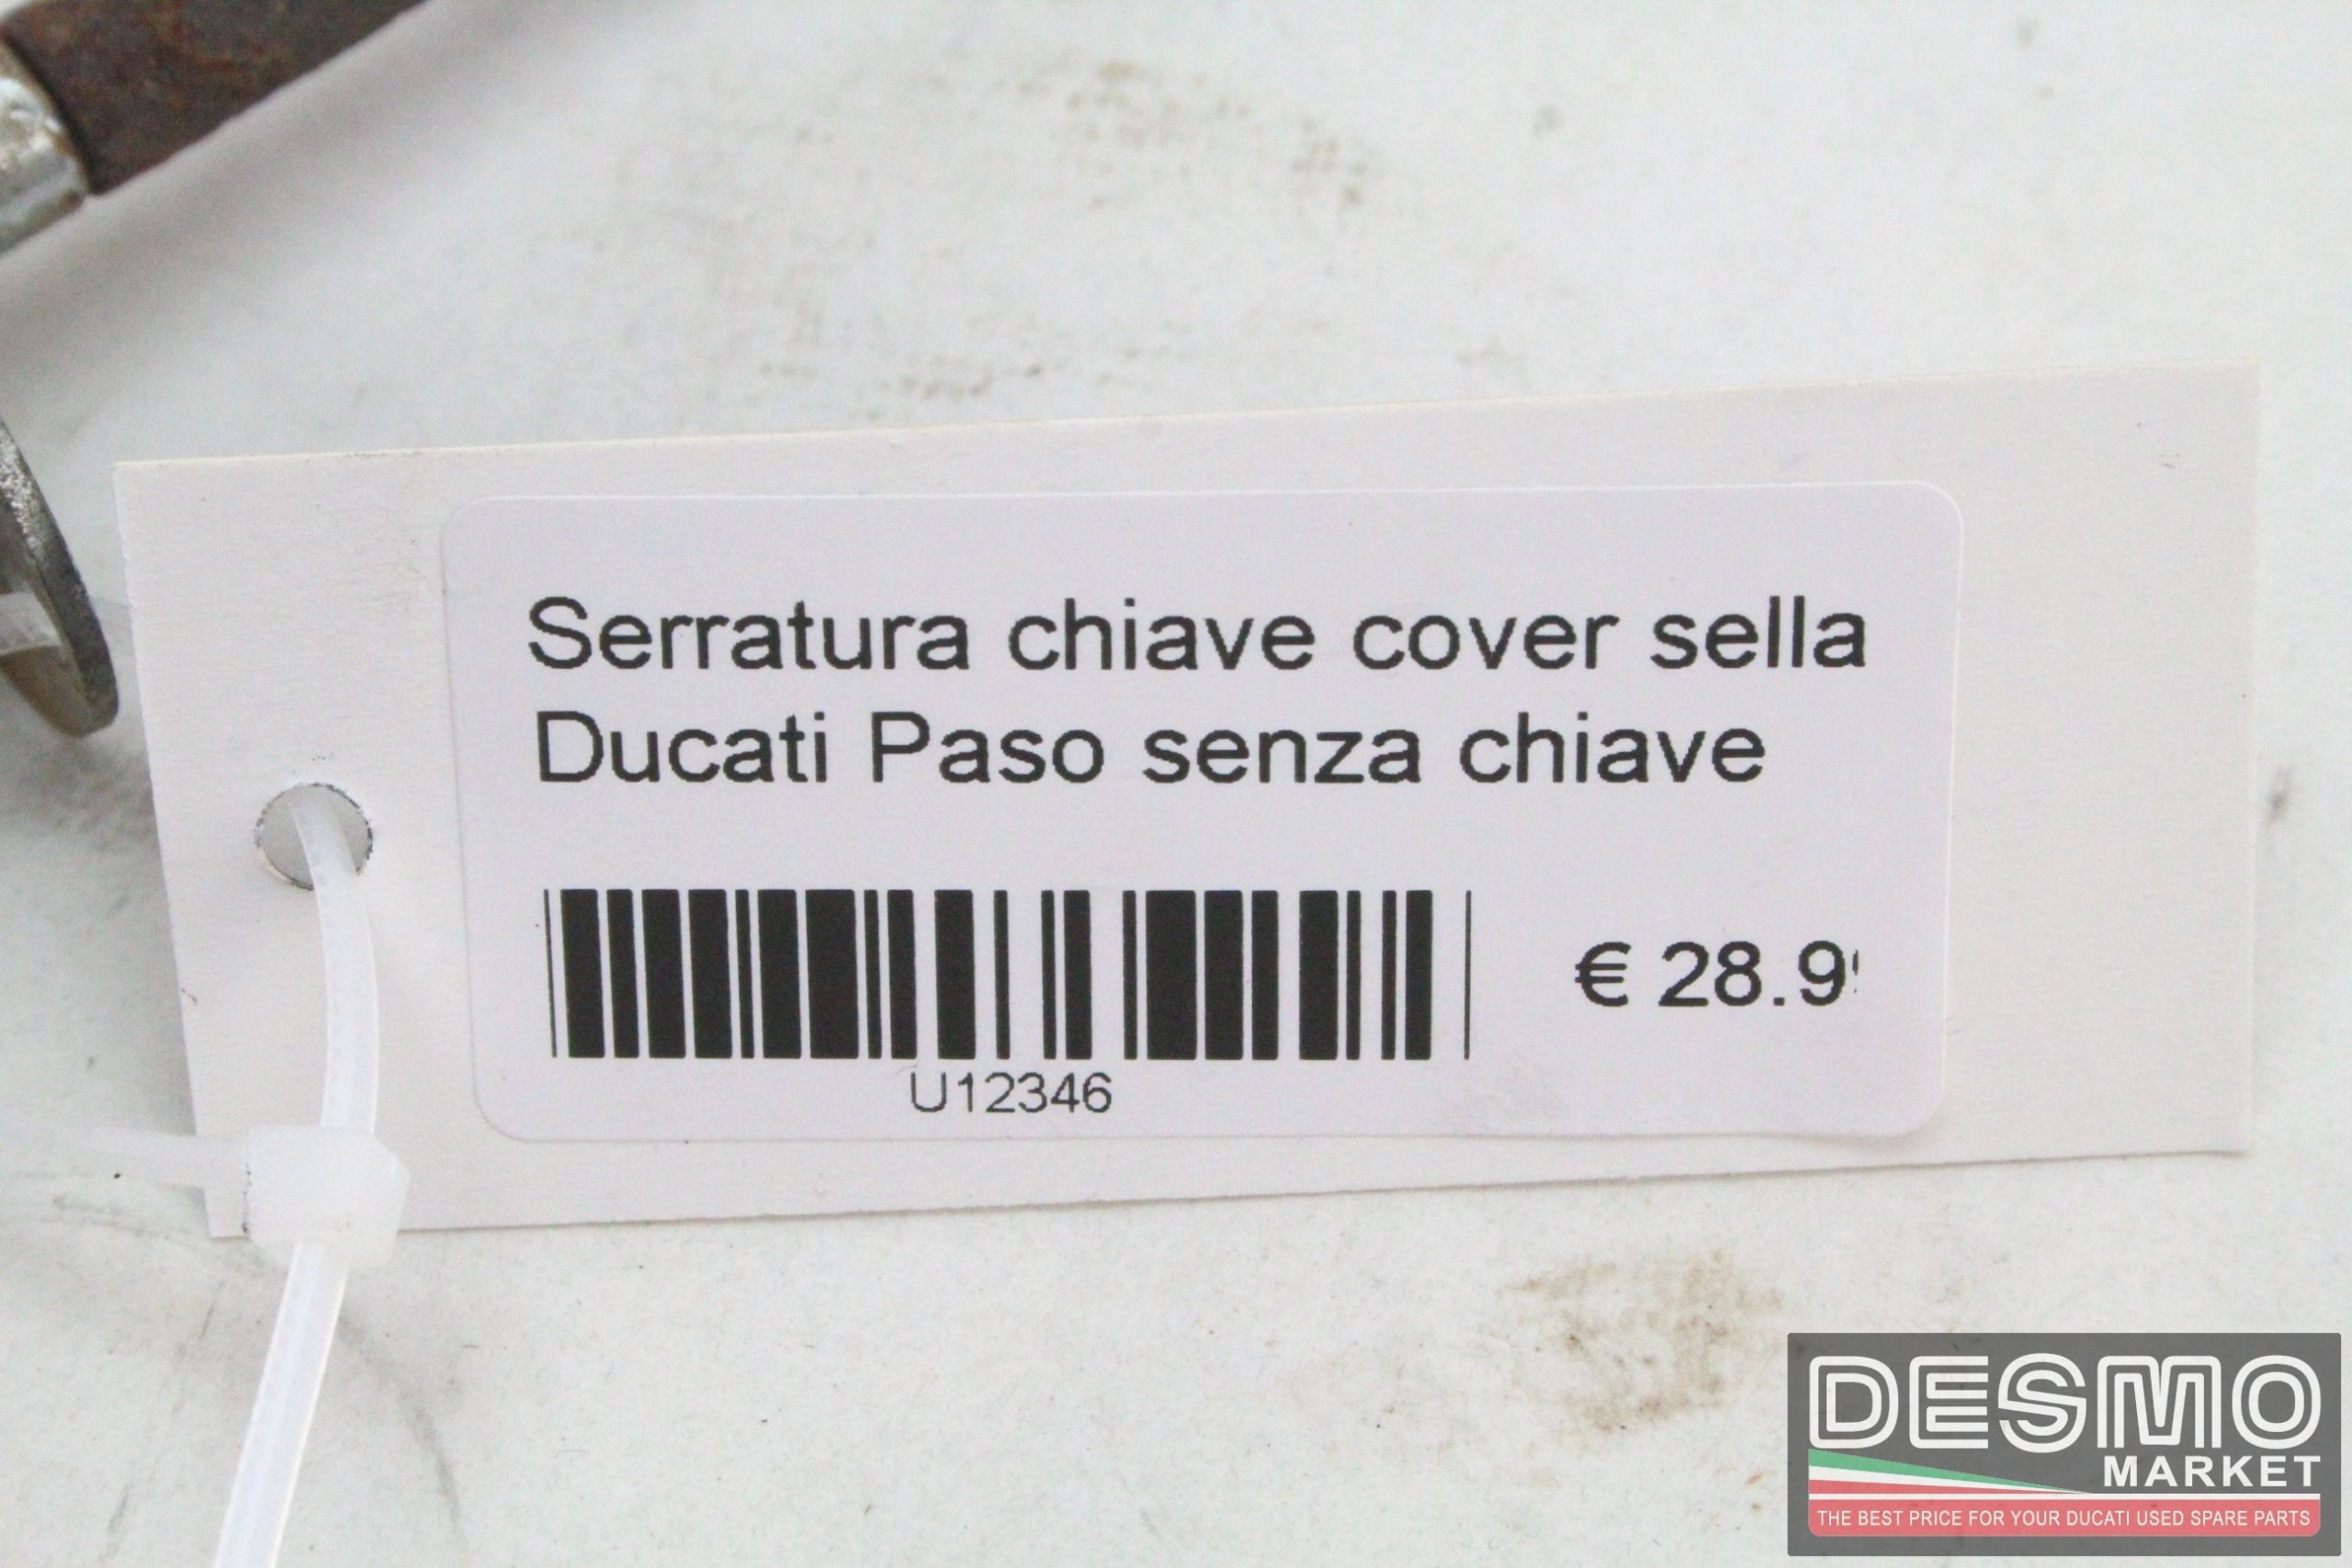 Serratura chiave cover sella
Ducati Paso senza chiave
€ 28.9
U12346
DESMO
MARKET
THE BEST PRICE FOR YOUR DUCATI USED SPARE PARTS